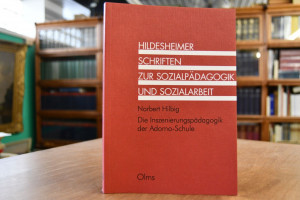 HILDESHEIMER
SCHRIFTEN
ZUR SOZIALPÄDAGOGIK
UND SOZIALARBEIT
Norbert Hilbig
Die Inszenierungspädagogik
der Adorno-Schule
Olms